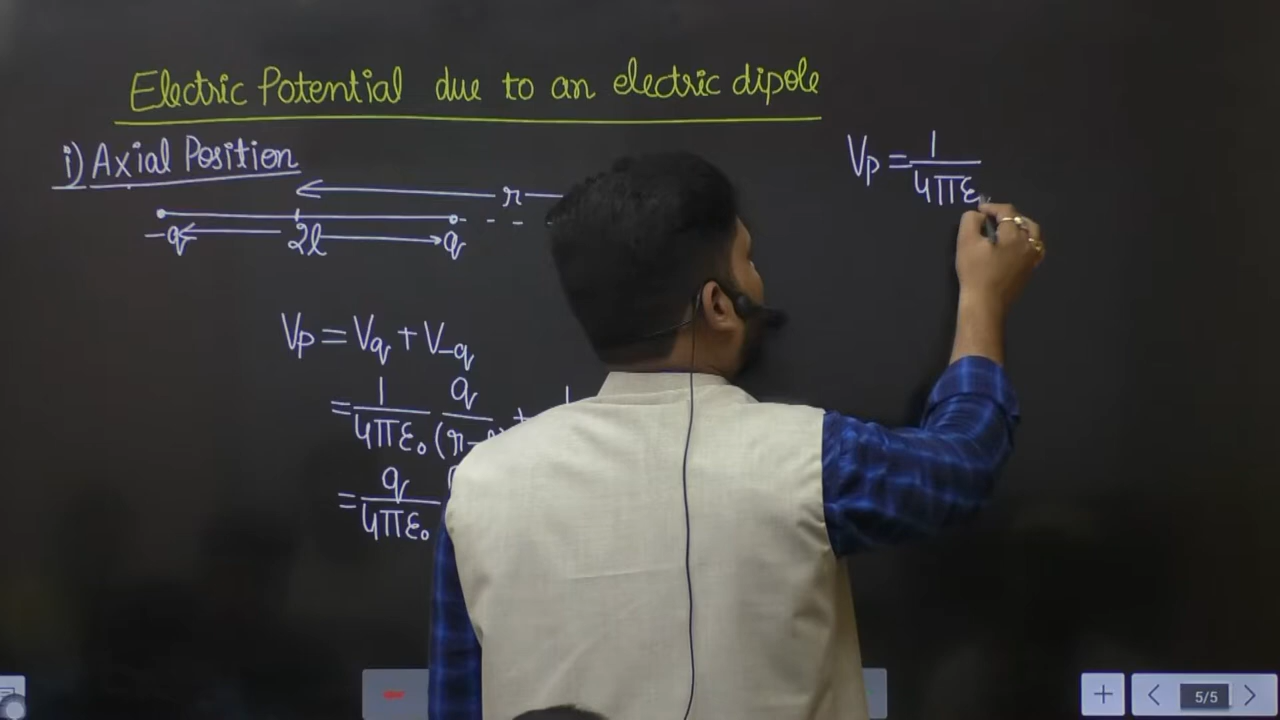 Electric Potential due to an electric dipole
i) Axial Position
r
-q 2l q
Vp = Vq + V-q
= 1/4πε₀ q/(r-
= q/4πε₀
Vp = 1/4πε
5/5